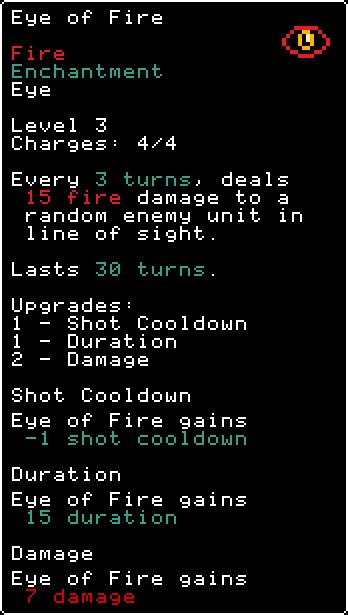 Eye of Fire
Fire
Enchantment
Eye
Level 3
Charges: 4/4
Every 3 turns, deals
15 fire damage to a
random enemy unit in
line of sight.
Lasts 30 turns.
Upgrades:
1 - Shot Cooldown
1 - Duration
2 - Damage
Shot Cooldown
Eye of Fire gains
-1 shot cooldown
Duration
Eye of Fire gains
15 duration
Damage
Eye of Fire gains
7 damage